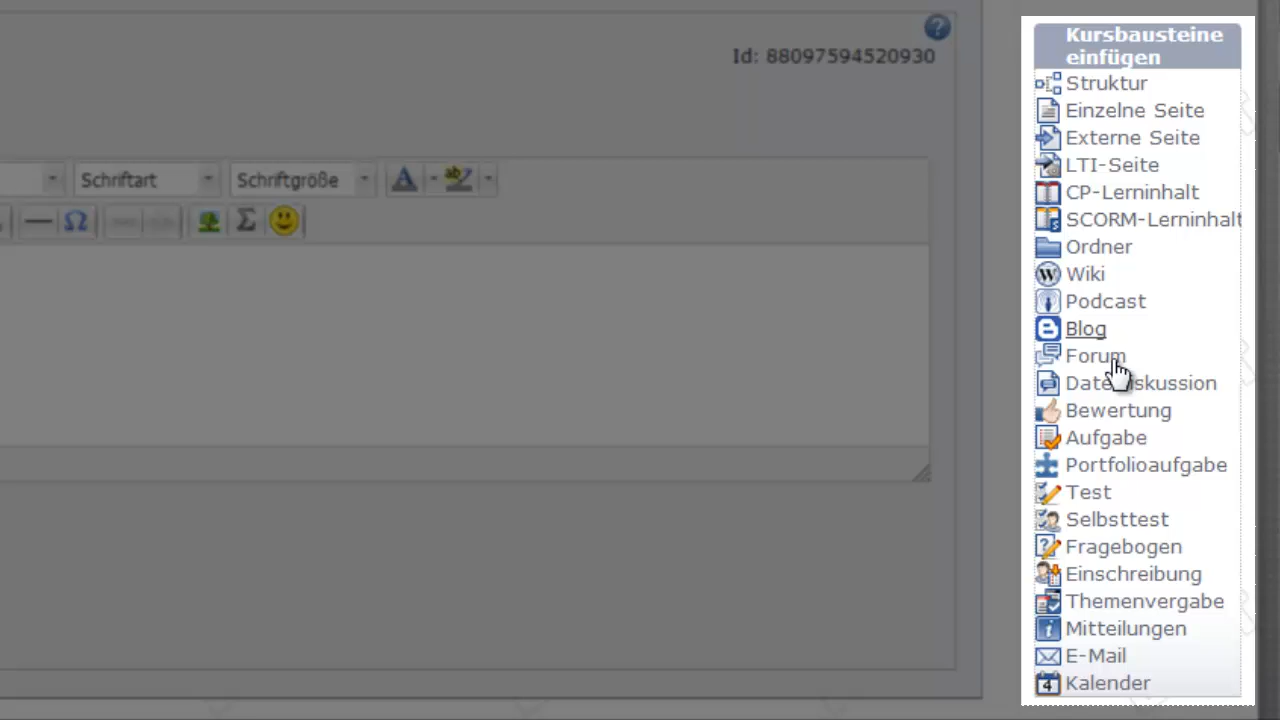 Id: 88097594520930
Schriftart
Schriftgröße
Kursbausteine
einfügen
Struktur
Einzelne Seite
Externe Seite
LTI-Seite
CP-Lerninhalt
SCORM-Lerninhalt
Ordner
Wiki
Podcast
Blog
Forum
Bewertung
Aufgabe
Portfolioaufgabe
Test
Selbsttest
Fragebogen
Einschreibung
Themenvergabe
Mitteilungen
E-Mail
Kalender